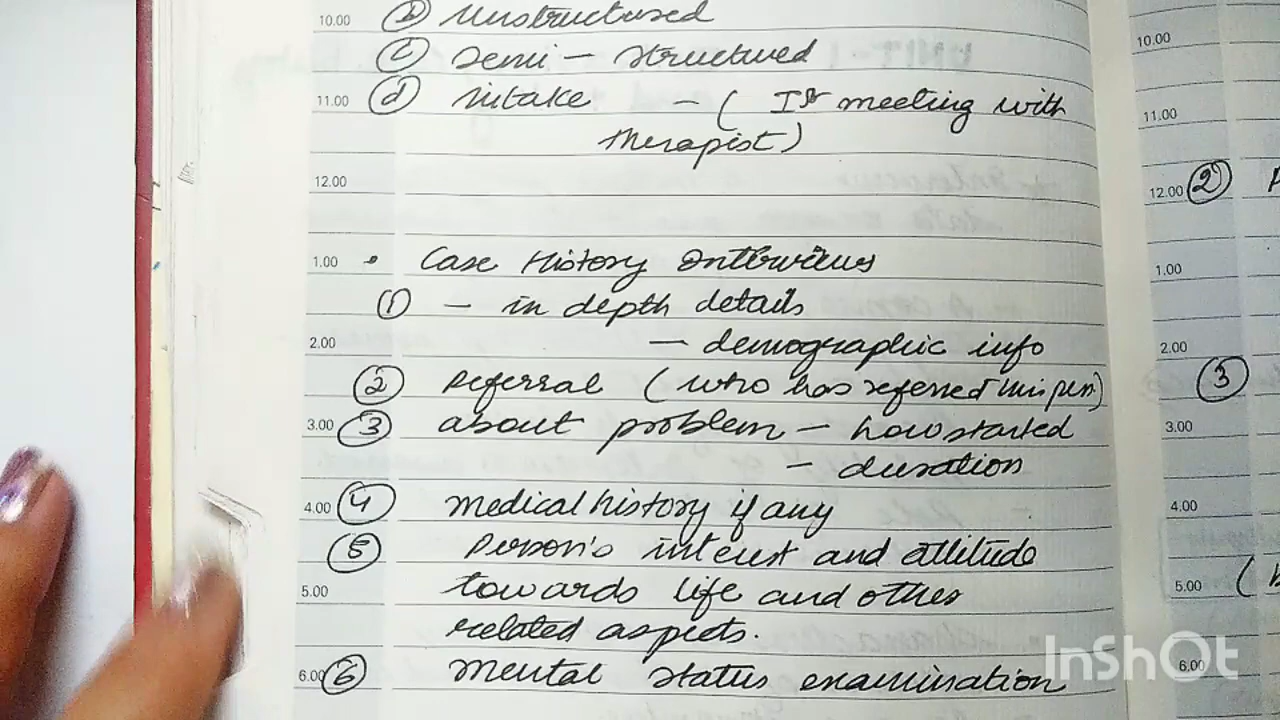 10.00 (b) Unstructured
(c) Semi - structured
11.00 (d) Intake - ( Ist meeting with
therapist)
12.00
1.00 • Case History Interviews
(1) - in depth details
2.00 - demographic info
(2) Referral ( who has referred this
3.00 (3) about problem - how started
- duration
4.00 (4) medical history if any
(5) Person's interest and attitude
5.00 towards life and other
related aspects.
6.00 (6) Mental status examination
10.00
11.00
12.00 (2)
1.00
2.00
(3)
3.00
4.00
5.00 (
6.00
InShOt